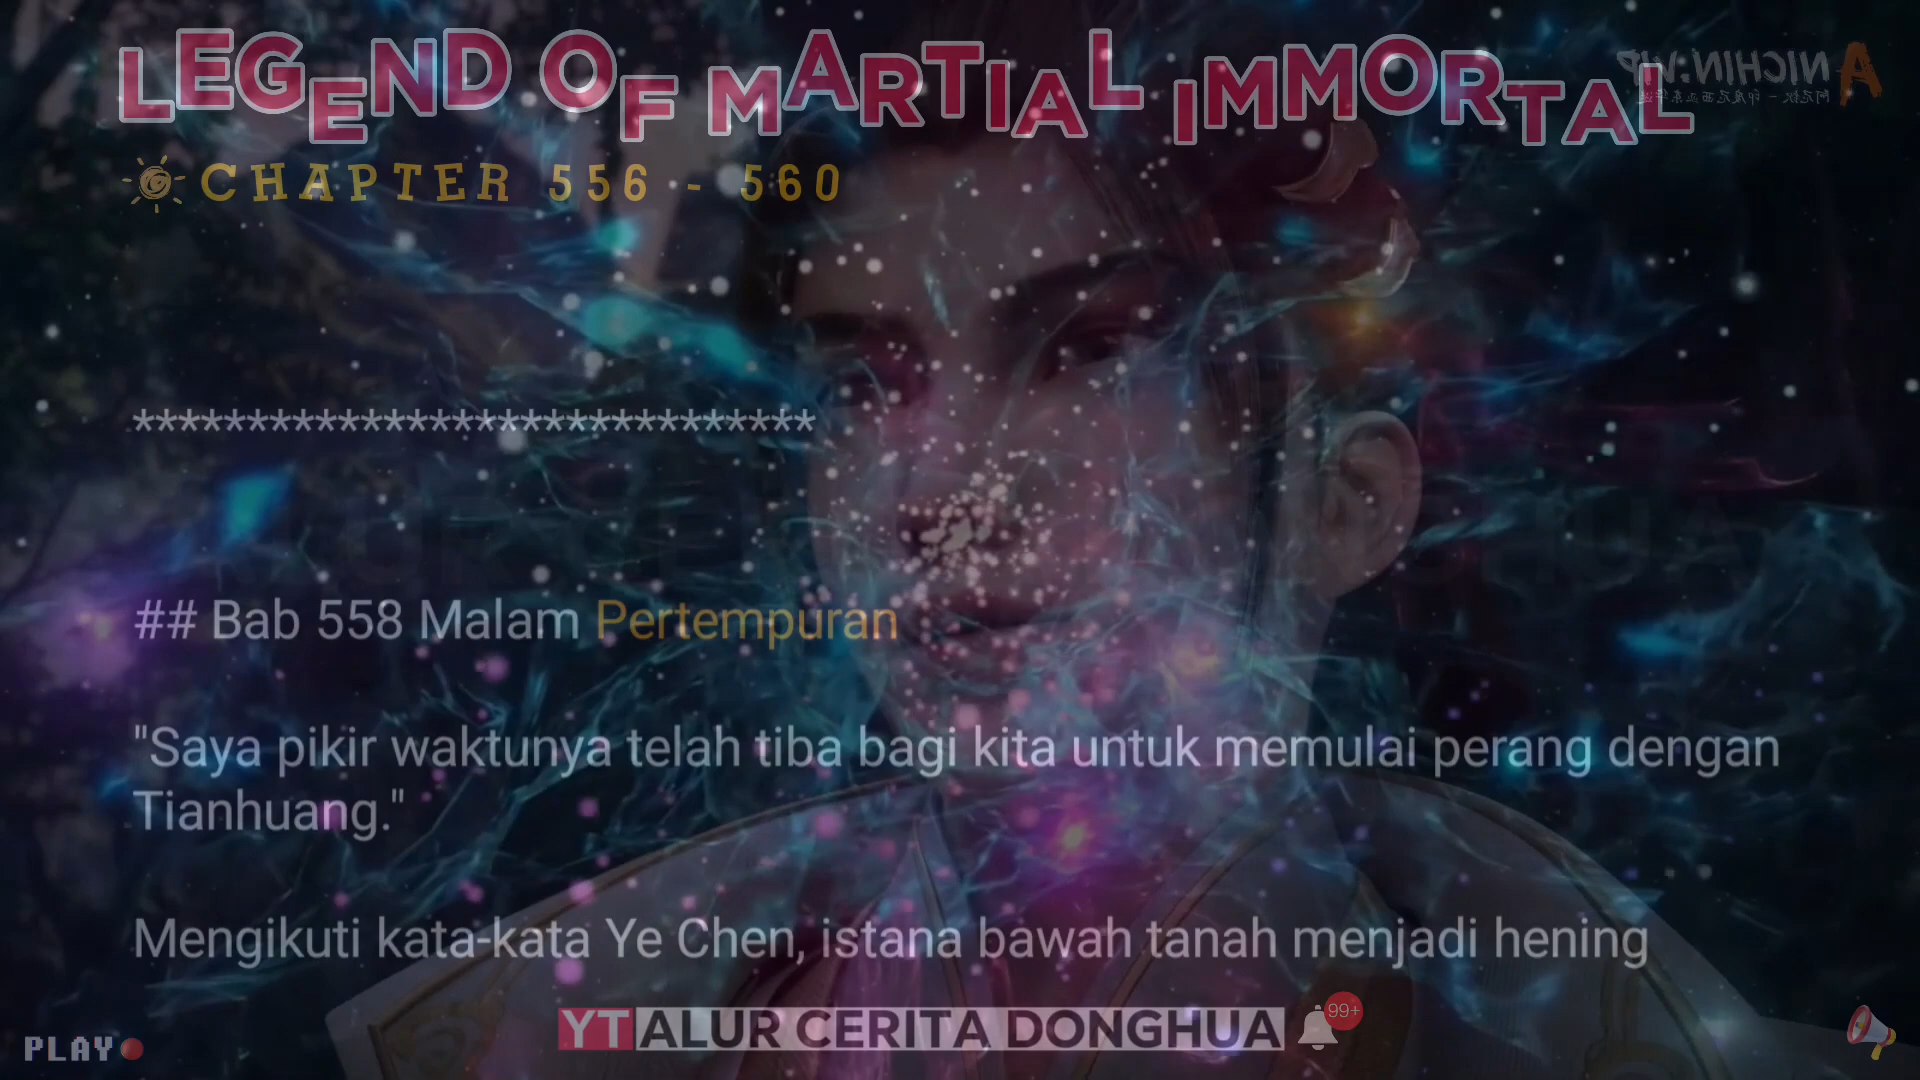 LEGEND OF MARTIAL IMMORTAL
ANICHIN.VIP
CHAPTER 556 - 560
*****************************
## Bab 558 Malam Pertempuran
"Saya pikir waktunya telah tiba bagi kita untuk memulai perang dengan
Tianhuang."
Mengikuti kata-kata Ye Chen, istana bawah tanah menjadi hening
YT ALUR CERITA DONGHUA
99+
PLAY